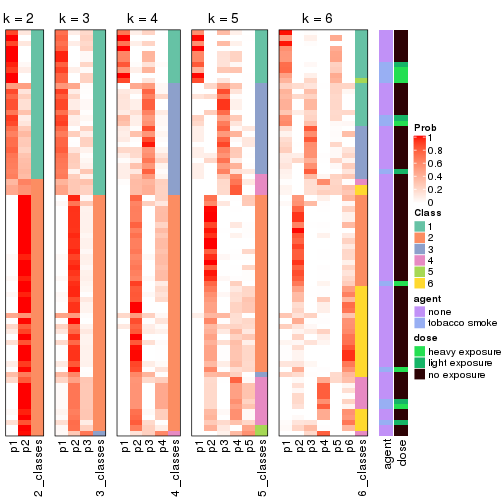 k = 2 k = 3 k = 4 k = 5 k = 6
Prob
1
0.8
0.6
0.4
0.2
0
Class
1
2
3
4
5
6
agent
none
tobacco smoke
dose
heavy exposure
light exposure
no exposure
p1 p2 2_classes p1 p2 p3 3_classes p1 p2 p3 p4 4_classes p1 p2 p3 p4 p5 5_classes p1 p2 p3 p4 p5 p6 6_classes agent dose